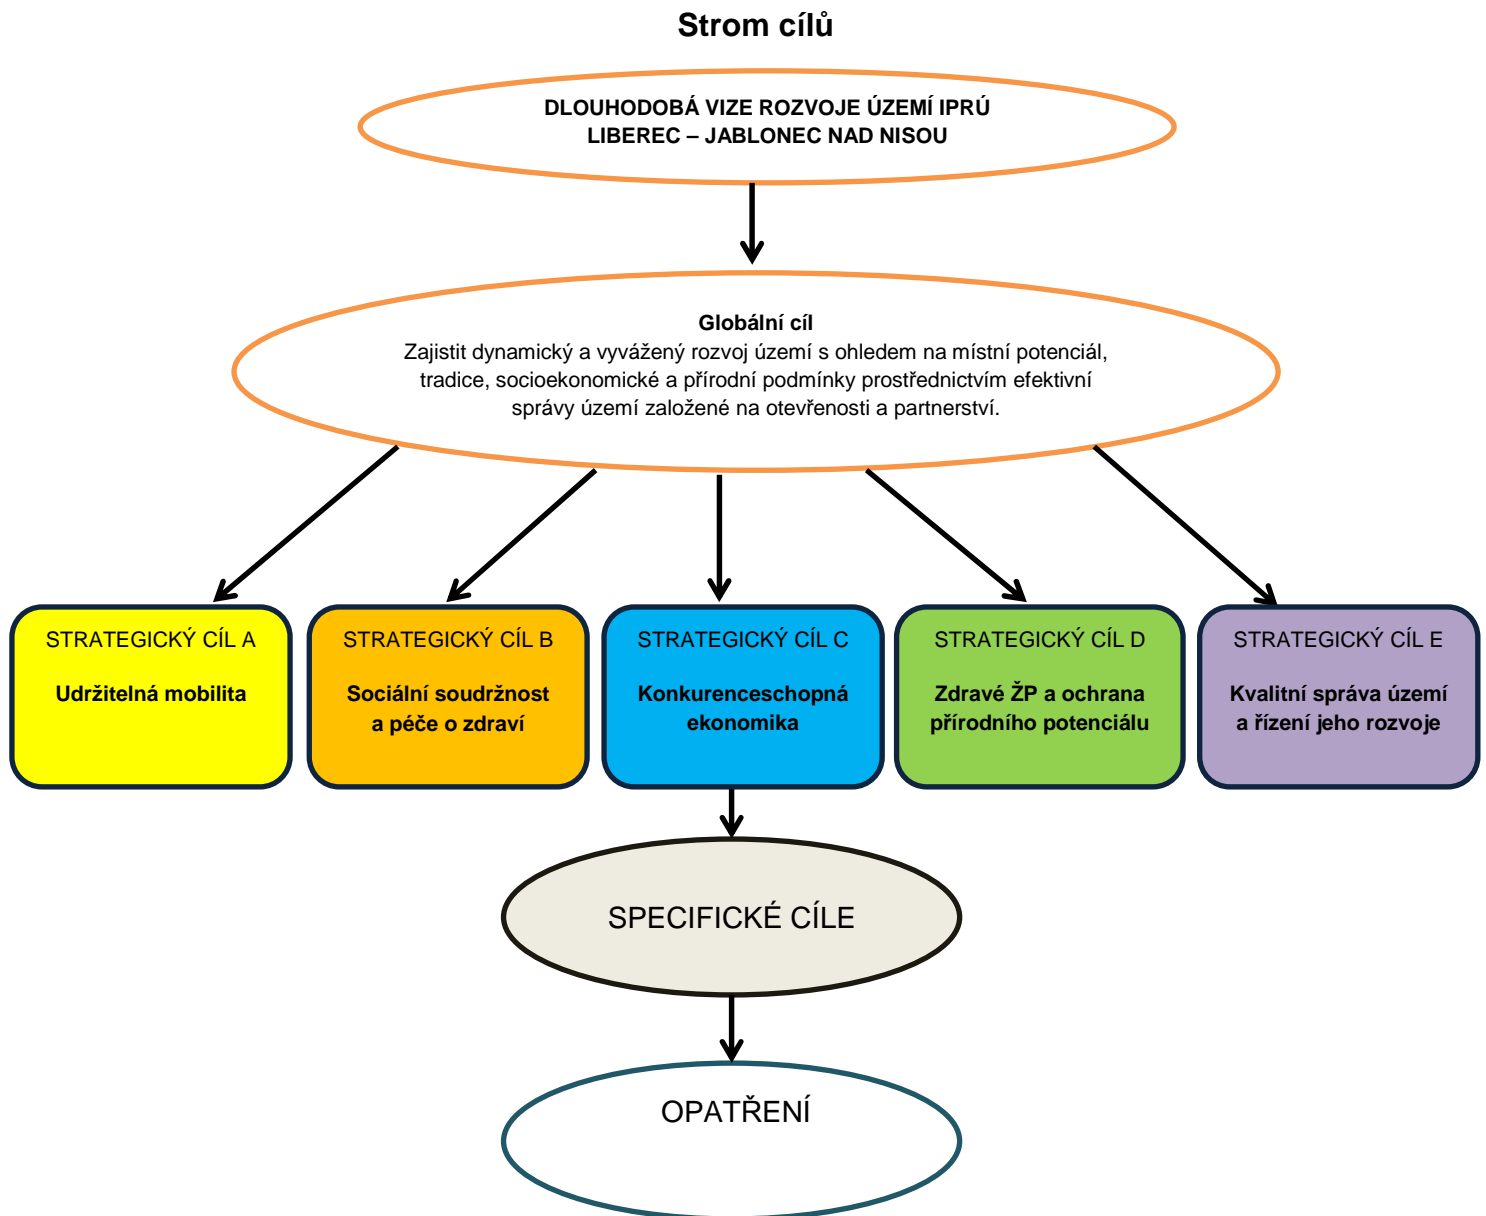 Strom cílů
DLOUHODOBÁ VIZE ROZVOJE ÚZEMÍ IPRÚ
LIBEREC – JABLONEC NAD NISOU
Globální cíl
Zajistit dynamický a vyvážený rozvoj území s ohledem na místní potenciál,
tradice, socioekonomické a přírodní podmínky prostřednictvím efektivní
správy území založené na otevřenosti a partnerství.
STRATEGICKÝ CÍL A
Udržitelná mobilita
STRATEGICKÝ CÍL B
Sociální soudržnost
a péče o zdraví
STRATEGICKÝ CÍL C
Konkurenceschopná
ekonomika
STRATEGICKÝ CÍL D
Zdravé ŽP a ochrana
přírodního potenciálu
STRATEGICKÝ CÍL E
Kvalitní správa území
a řízení jeho rozvoje
SPECIFICKÉ CÍLE
OPATŘENÍ